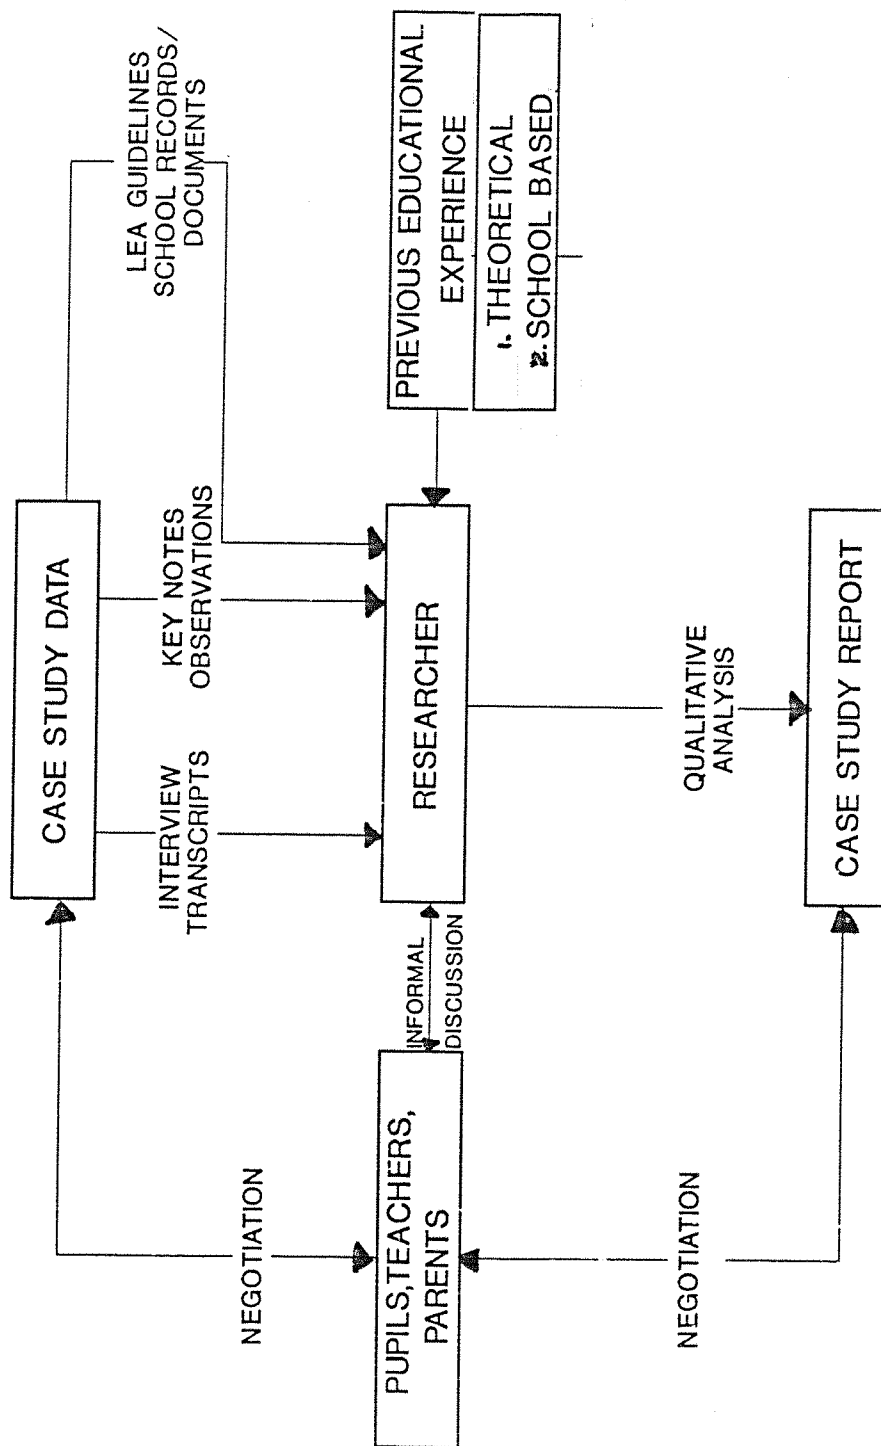 CASE STUDY DATA
NEGOTIATION
INTERVIEW
TRANSCRIPTS
KEY NOTES
OBSERVATIONS
LEA GUIDELINES
SCHOOL RECORDS/
DOCUMENTS
PUPILS,TEACHERS,
PARENTS
INFORMAL
DISCUSSION
RESEARCHER
PREVIOUS EDUCATIONAL
EXPERIENCE
1. THEORETICAL
2. SCHOOL BASED
NEGOTIATION
QUALITATIVE
ANALYSIS
CASE STUDY REPORT